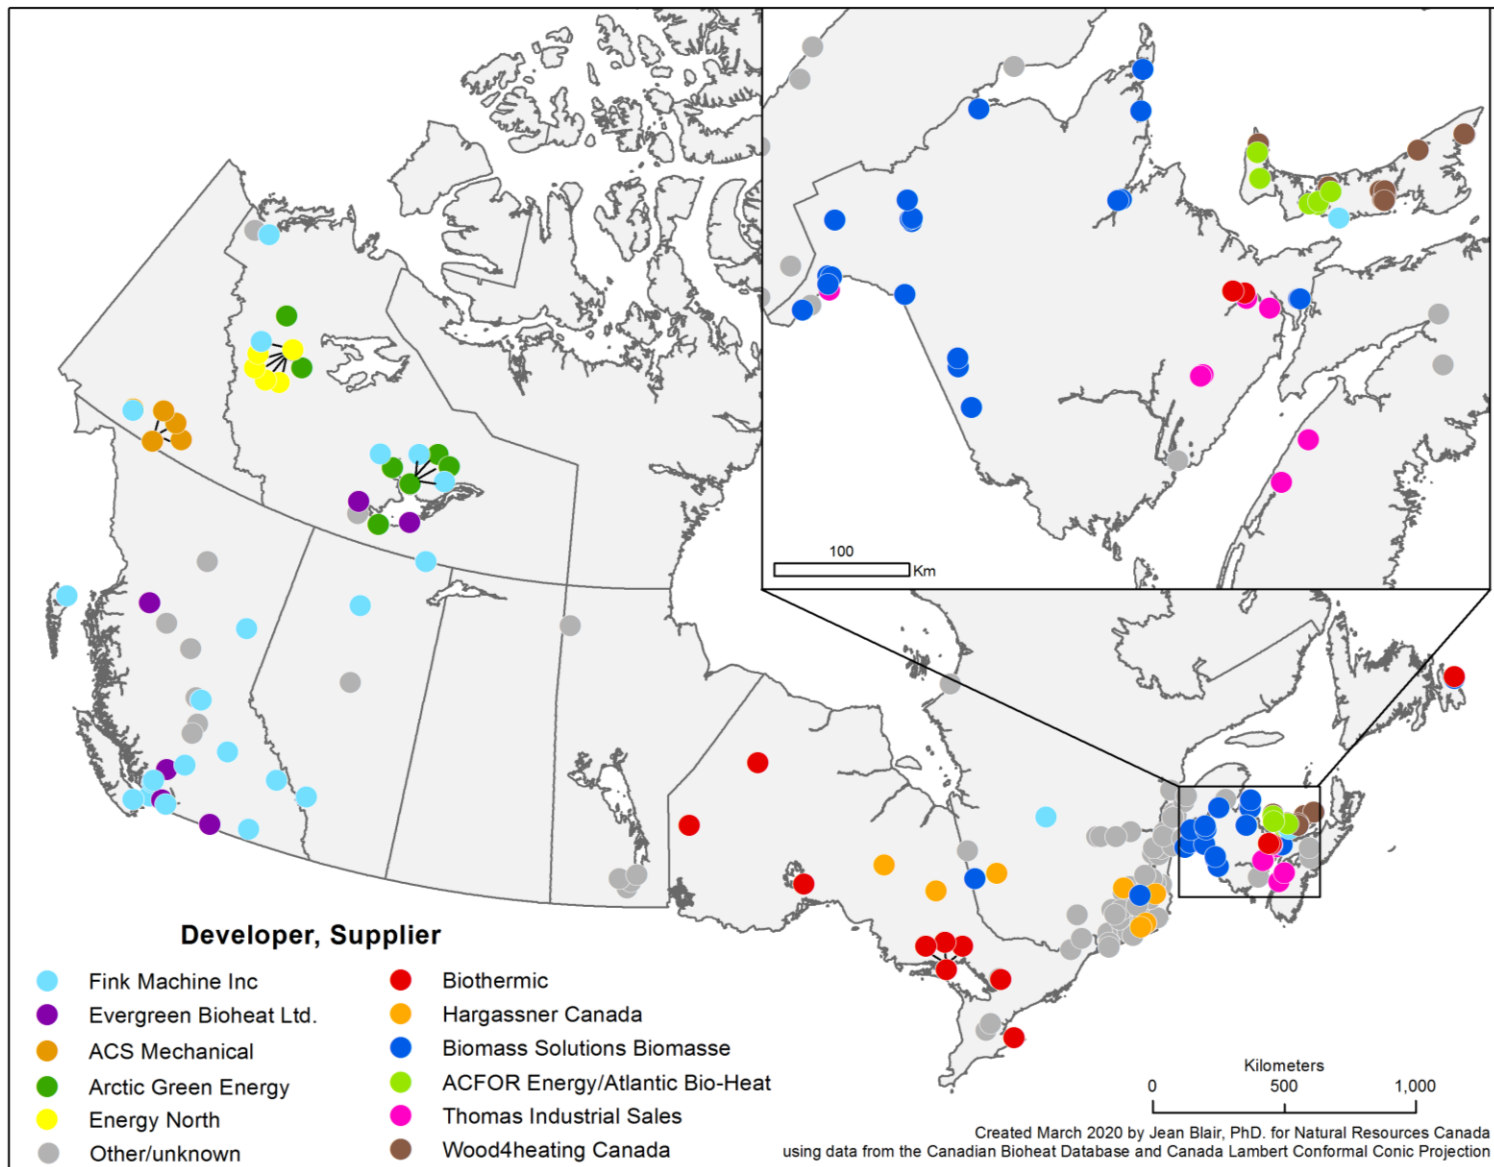 100
Km
Developer, Supplier
Fink Machine Inc
Evergreen Bioheat Ltd.
ACS Mechanical
Arctic Green Energy
Energy North
Other/unknown
Biothermic
Hargassner Canada
Biomass Solutions Biomasse
ACFOR Energy/Atlantic Bio-Heat
Thomas Industrial Sales
Wood4heating Canada
Kilometers
0 500 1,000
Created March 2020 by Jean Blair, PhD. for Natural Resources Canada
using data from the Canadian Bioheat Database and Canada Lambert Conformal Conic Projection